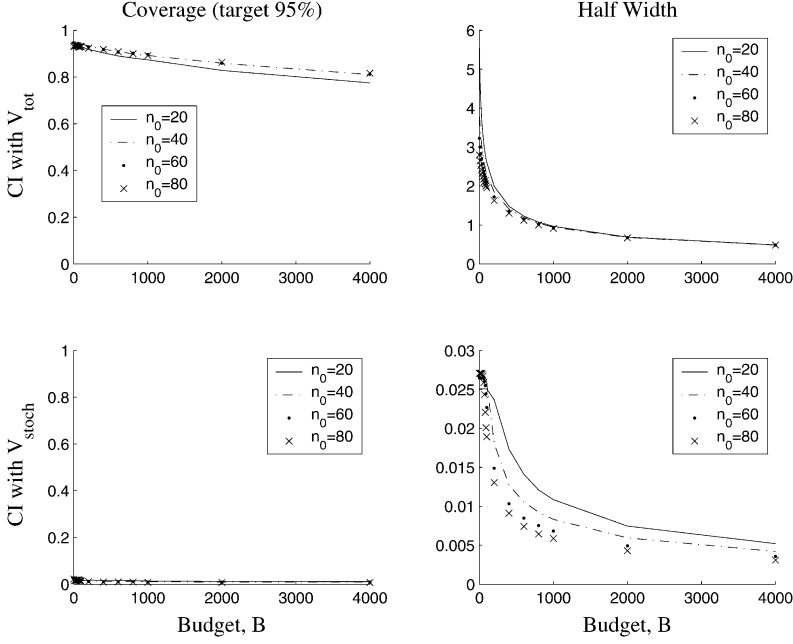 Coverage (target 95%)
Half Width
CI with V_tot
1
0.8
0.6
0.4
0.2
0
0 1000 2000 3000 4000
n_0=20
n_0=40
n_0=60
n_0=80
6
5
4
3
2
1
0
0 1000 2000 3000 4000
n_0=20
n_0=40
n_0=60
n_0=80
CI with V_stoch
1
0.8
0.6
0.4
0.2
0
0 1000 2000 3000 4000
Budget, B
n_0=20
n_0=40
n_0=60
n_0=80
0.03
0.025
0.02
0.015
0.01
0.005
0
0 1000 2000 3000 4000
Budget, B
n_0=20
n_0=40
n_0=60
n_0=80